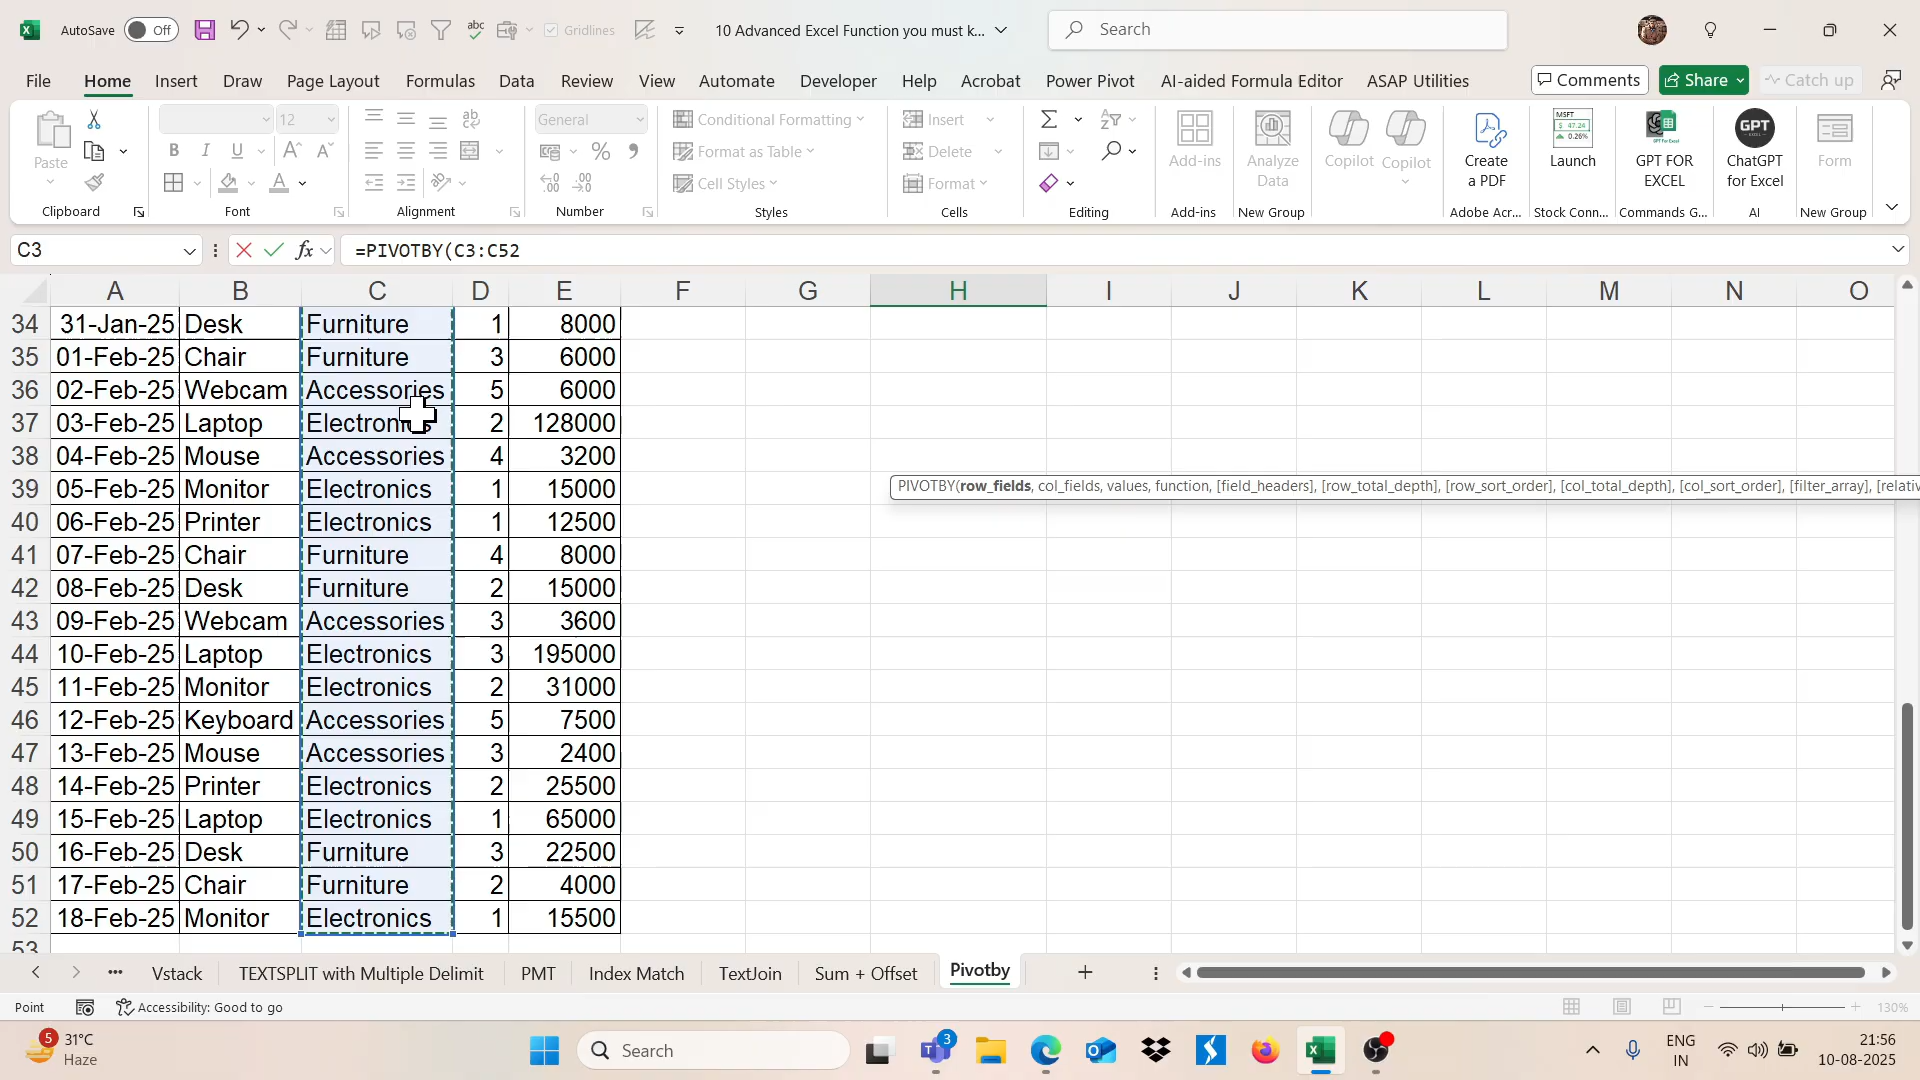 AutoSave Off
Gridlines
10 Advanced Excel Function you must k...
Search
File Home Insert Draw Page Layout Formulas Data Review View Automate Developer Help Acrobat Power Pivot AI-aided Formula Editor ASAP Utilities
Comments Share Catch up
Paste
Clipboard
12
B I U A A
Font
ab
Alignment
General
% 9
Number
Conditional Formatting
Format as Table
Cell Styles
Styles
Insert
Delete
Format
Cells
Editing
Add-ins
Add-ins
Analyze Data
New Group
Copilot Copilot
Create a PDF
Adobe Acr...
MSFT
$ 47.24
0.26%
Launch
Stock Conn...
GPT FOR EXCEL
Commands G...
GPT
ChatGPT for Excel
AI
Form
New Group
C3 fx =PIVOTBY(C3:C52
A B C D E F G H I J K L M N O
34 31-Jan-25 Desk Furniture 1 8000
35 01-Feb-25 Chair Furniture 3 6000
36 02-Feb-25 Webcam Accessories 5 6000
37 03-Feb-25 Laptop Electronics 2 128000
38 04-Feb-25 Mouse Accessories 4 3200
39 05-Feb-25 Monitor Electronics 1 15000
PIVOTBY(row_fields, col_fields, values, function, [field_headers], [row_total_depth], [row_sort_order], [col_total_depth], [col_sort_order], [filter_array], [relativ
40 06-Feb-25 Printer Electronics 1 12500
41 07-Feb-25 Chair Furniture 4 8000
42 08-Feb-25 Desk Furniture 2 15000
43 09-Feb-25 Webcam Accessories 3 3600
44 10-Feb-25 Laptop Electronics 3 195000
45 11-Feb-25 Monitor Electronics 2 31000
46 12-Feb-25 Keyboard Accessories 5 7500
47 13-Feb-25 Mouse Accessories 3 2400
48 14-Feb-25 Printer Electronics 2 25500
49 15-Feb-25 Laptop Electronics 1 65000
50 16-Feb-25 Desk Furniture 3 22500
51 17-Feb-25 Chair Furniture 2 4000
52 18-Feb-25 Monitor Electronics 1 15500
53
Vstack TEXTSPLIT with Multiple Delimit PMT Index Match TextJoin Sum + Offset Pivotby
Point Accessibility: Good to go 130%
5 31°C
Haze
Search
3
ENG
IN
21:56
10-08-2025